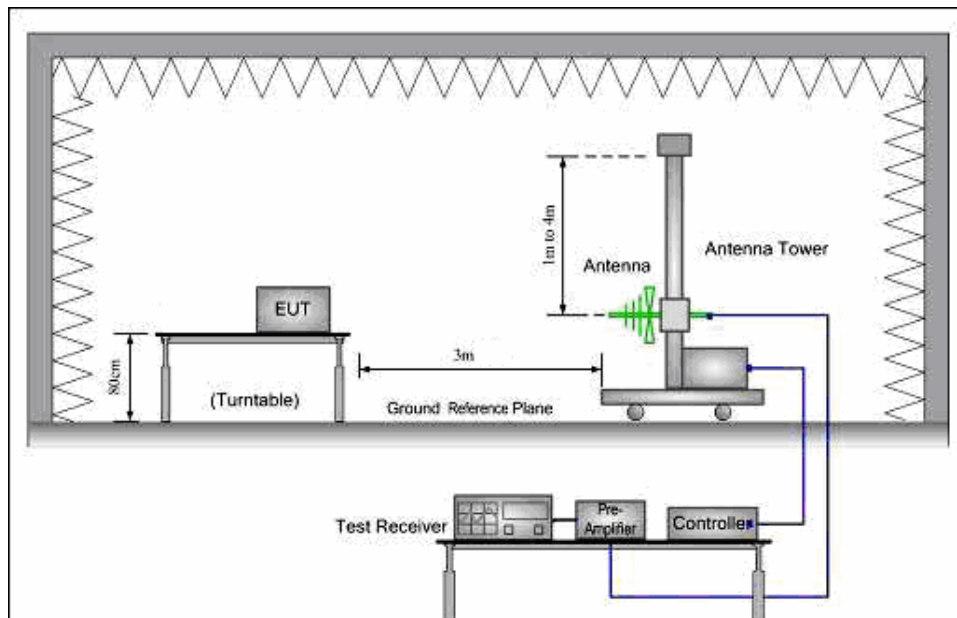 1m to 4m
Antenna
Antenna Tower
EUT
80cm
3m
(Turntable)
Ground Reference Plane
Test Receiver
Pre-
Amplifier
Controller